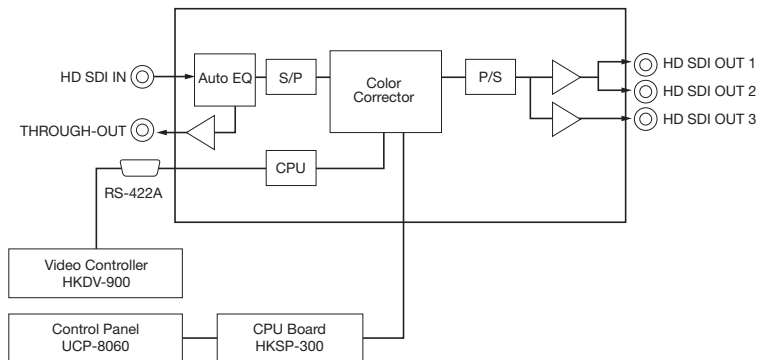 HD SDI IN
Auto EQ
S/P
Color
Corrector
P/S
HD SDI OUT 1
HD SDI OUT 2
HD SDI OUT 3
THROUGH-OUT
CPU
RS-422A
Video Controller
HKDV-900
Control Panel
UCP-8060
CPU Board
HKSP-300